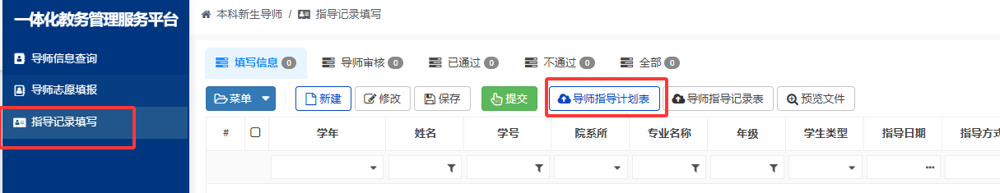 一体化教务管理服务平台
本科新生导师 / 指导记录填写
导师信息查询
导师志愿填报
指导记录填写
填写信息 0 导师审核 0 已通过 0 不通过 0 全部 0
菜单 新建 修改 保存 提交 导师指导计划表 导师指导记录表 预览文件
# 学年 姓名 学号 院系所 专业名称 年级 学生类型 指导日期 指导方式